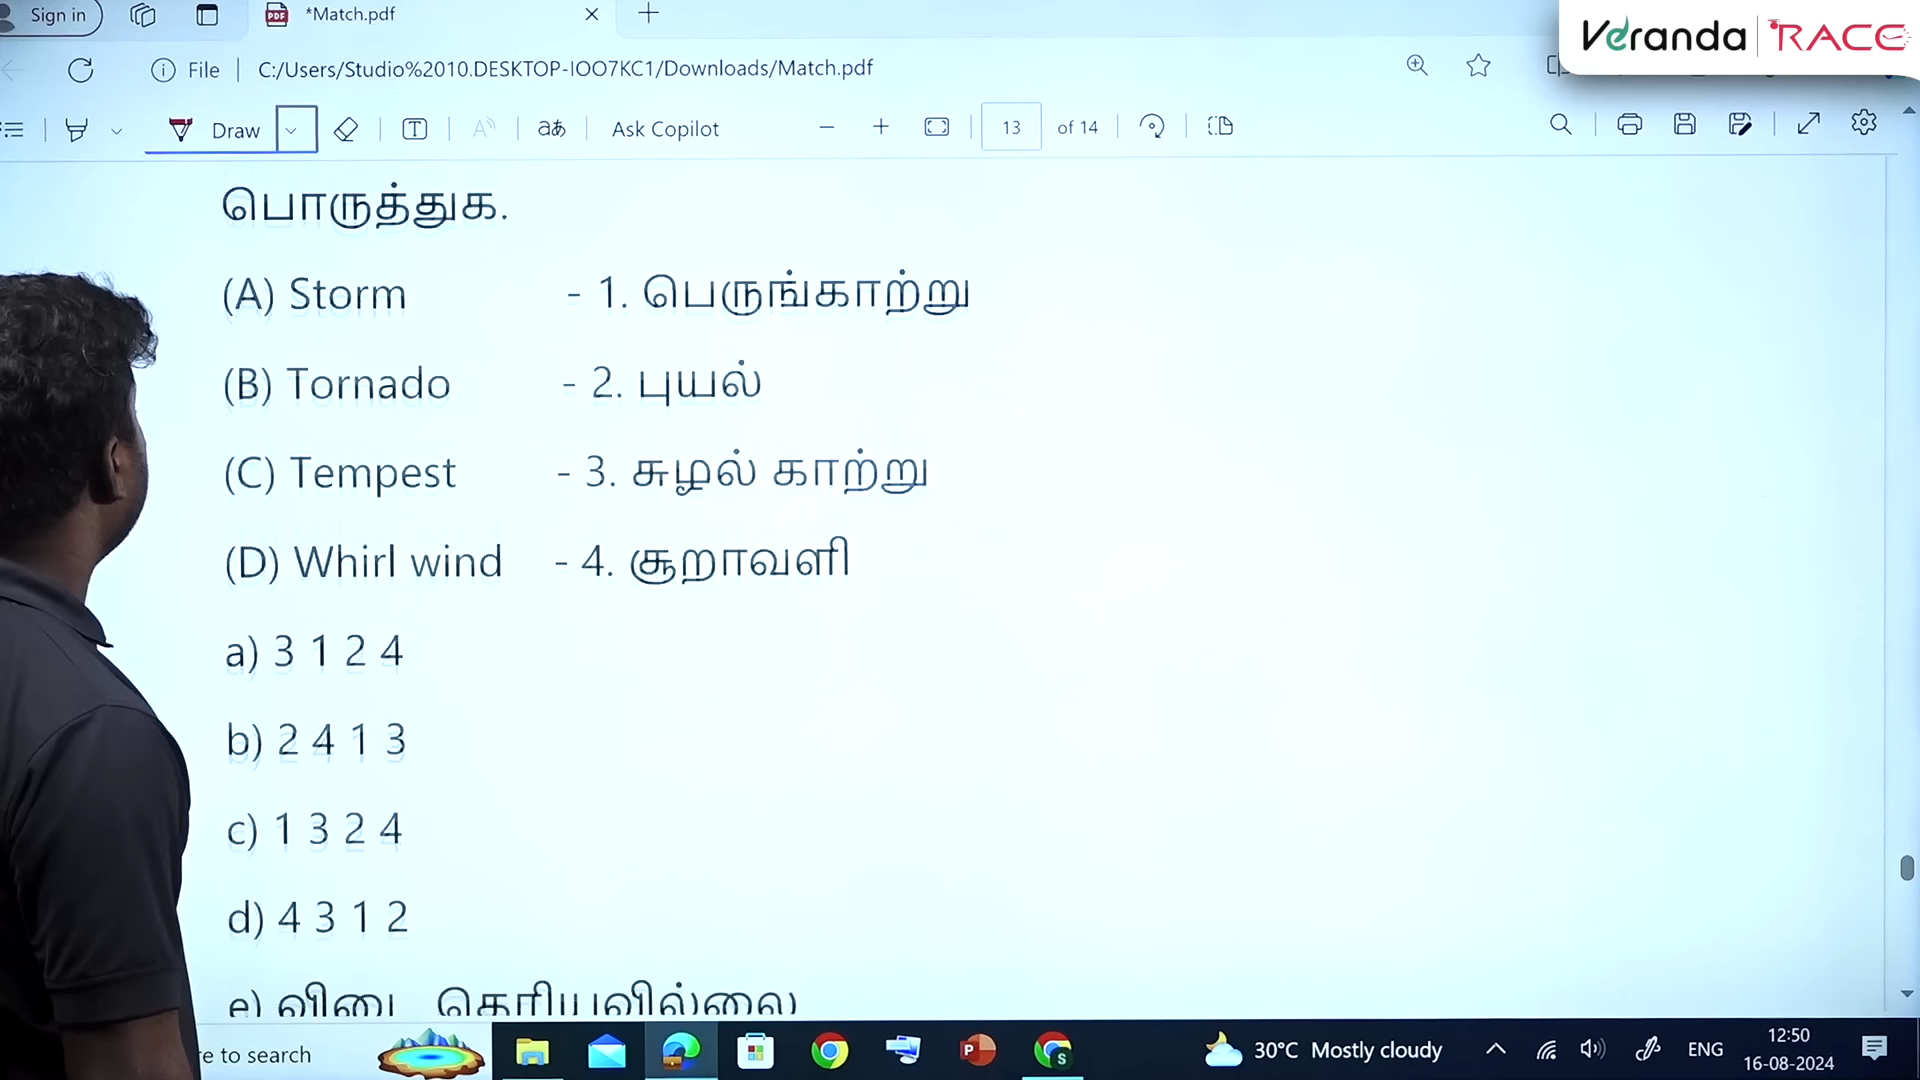 Sign in
*Match.pdf
Veranda RACE
File C:/Users/Studio%2010.DESKTOP-IOO7KC1/Downloads/Match.pdf
Draw aあ Ask Copilot 13 of 14
பொருத்துக.
(A) Storm - 1. பெருங்காற்று
(B) Tornado - 2. புயல்
(C) Tempest - 3. சுழல் காற்று
(D) Whirl wind - 4. சூறாவளி
a) 3 1 2 4
b) 2 4 1 3
c) 1 3 2 4
d) 4 3 1 2
e) விடை தெரியவில்லை
re to search
30°C Mostly cloudy
ENG
12:50
16-08-2024